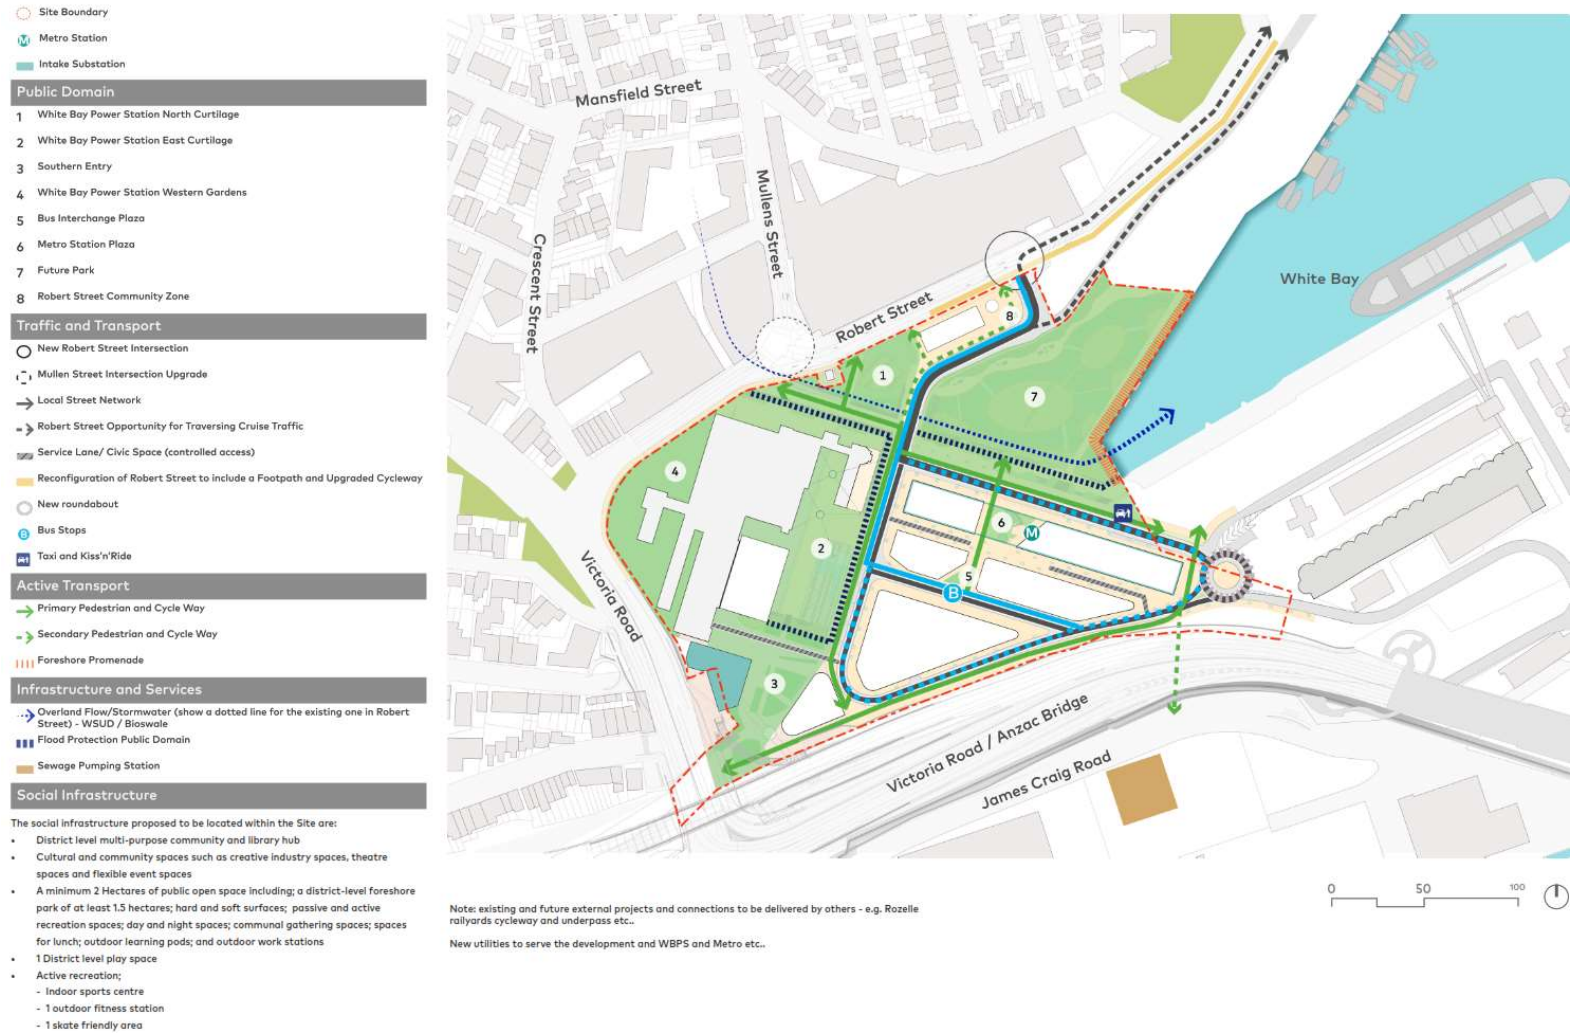 Site Boundary
M Metro Station
Intake Substation
Public Domain
1 White Bay Power Station North Curtilage
2 White Bay Power Station East Curtilage
3 Southern Entry
4 White Bay Power Station Western Gardens
5 Bus Interchange Plaza
6 Metro Station Plaza
7 Future Park
8 Robert Street Community Zone
Traffic and Transport
New Robert Street Intersection
Mullen Street Intersection Upgrade
Local Street Network
Robert Street Opportunity for Traversing Cruise Traffic
Service Lane/ Civic Space (controlled access)
Reconfiguration of Robert Street to include a Footpath and Upgraded Cycleway
New roundabout
B Bus Stops
Taxi and Kiss'n'Ride
Active Transport
Primary Pedestrian and Cycle Way
Secondary Pedestrian and Cycle Way
Foreshore Promenade
Infrastructure and Services
Overland Flow/Stormwater (show a dotted line for the existing one in Robert
Street) - WSUD / Bioswale
Flood Protection Public Domain
Sewage Pumping Station
Social Infrastructure
The social infrastructure proposed to be located within the Site are:
• District level multi-purpose community and library hub
• Cultural and community spaces such as creative industry spaces, theatre
spaces and flexible event spaces
• A minimum 2 Hectares of public open space including; a district-level foreshore
park of at least 1.5 hectares; hard and soft surfaces; passive and active
recreation spaces; day and night spaces; communal gathering spaces; spaces
for lunch; outdoor learning pods; and outdoor work stations
• 1 District level play space
• Active recreation;
- Indoor sports centre
- 1 outdoor fitness station
- 1 skate friendly area
Mansfield Street
Mullens Street
Crescent Street
Robert Street
White Bay
8
1
7
4
6
M
2
5
B
3
Victoria Road
Victoria Road / Anzac Bridge
James Craig Road
0 50 100
Note: existing and future external projects and connections to be delivered by others - e.g. Rozelle
railyards cycleway and underpass etc..
New utilities to serve the development and WBPS and Metro etc..